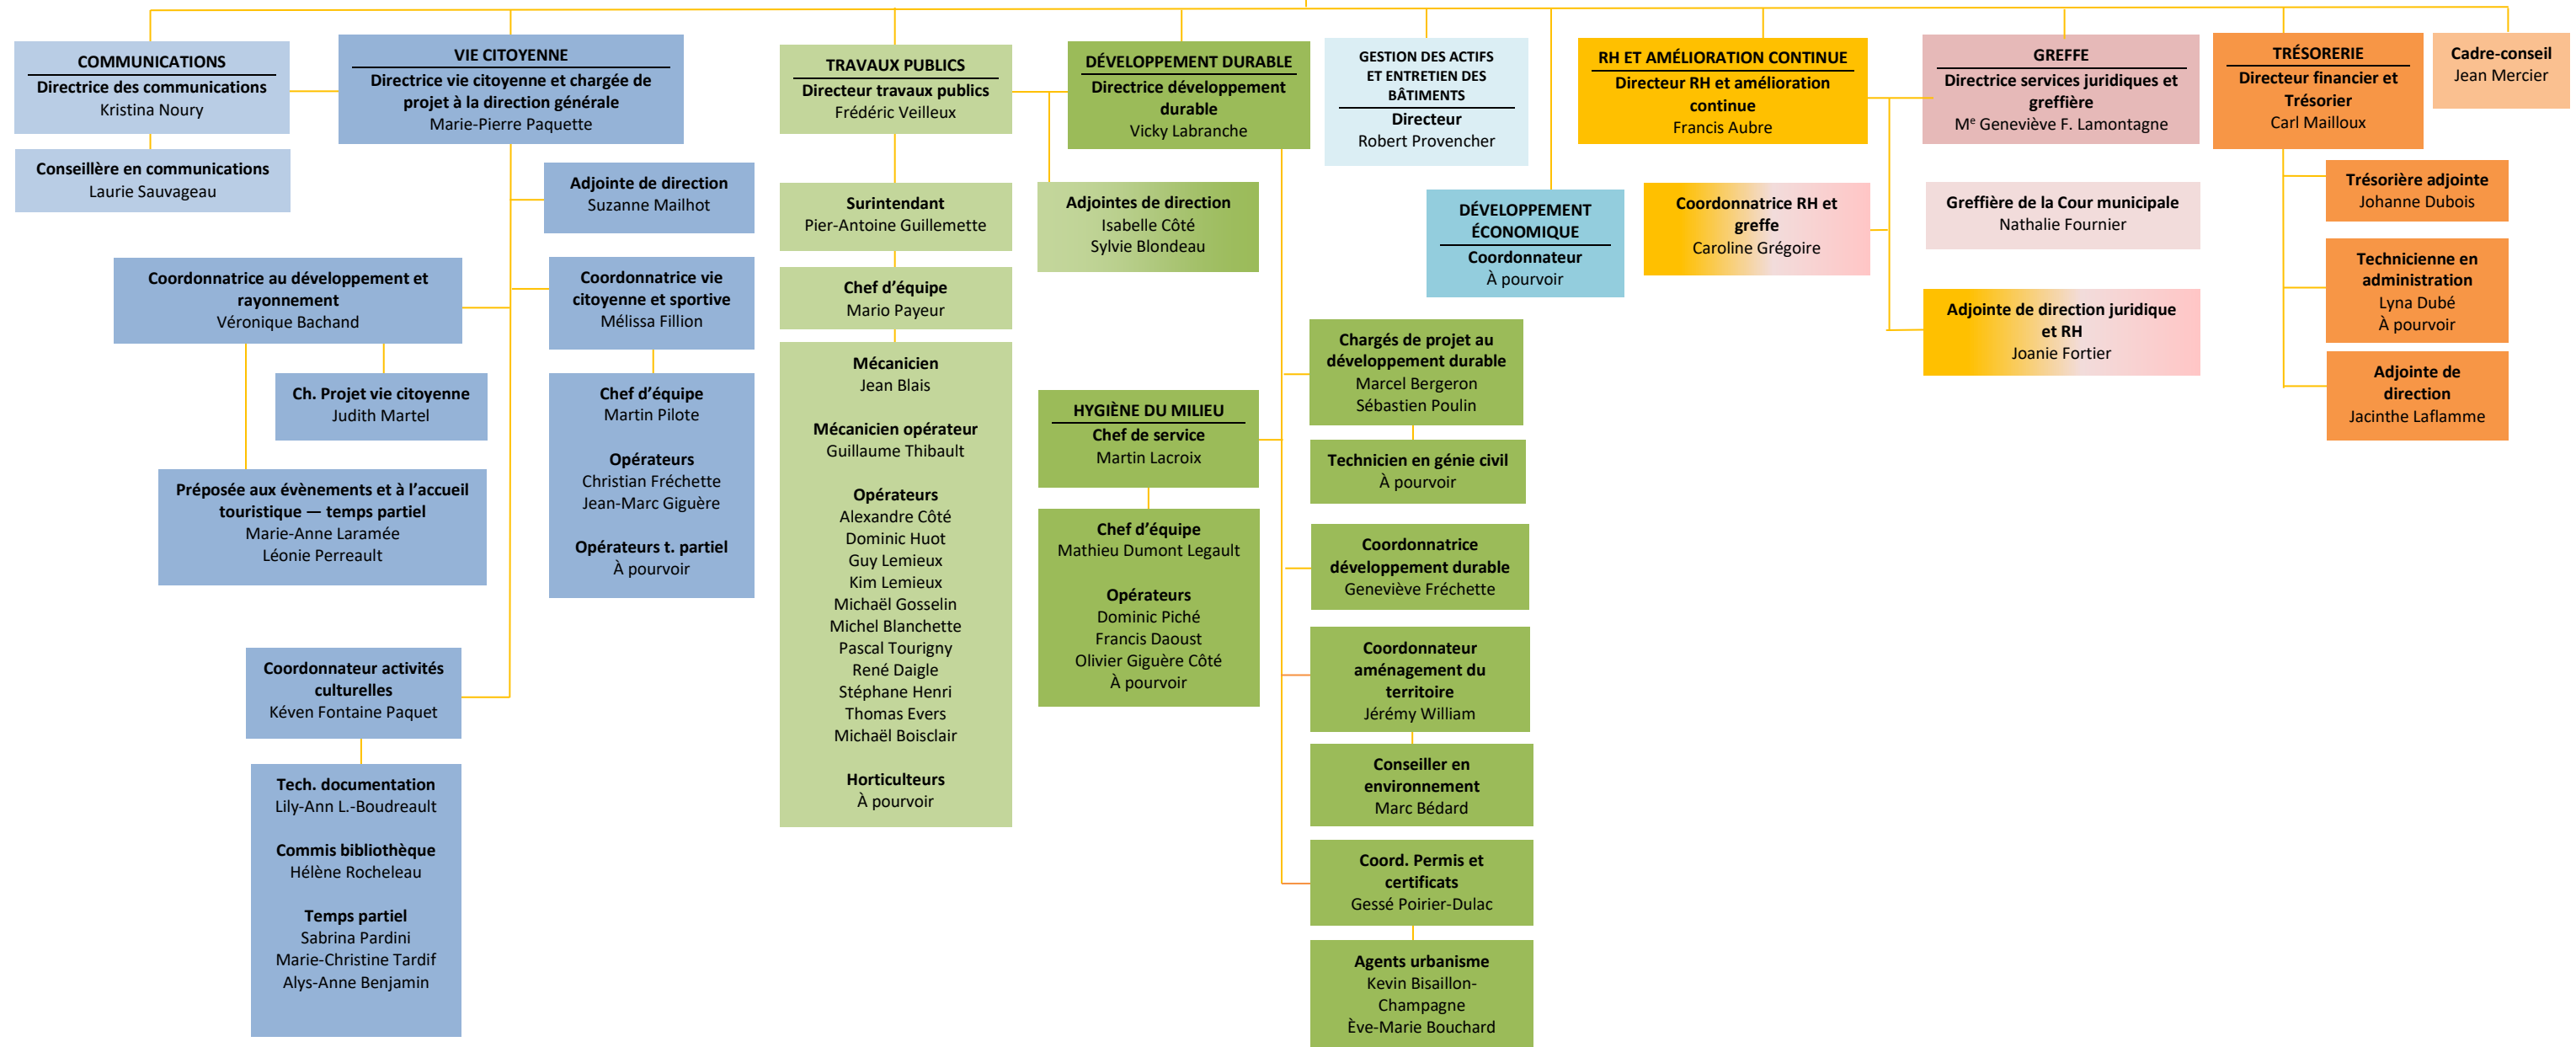 COMMUNICATIONS
Directrice des communications
Kristina Noury
Conseillère en communications
Laurie Sauvageau
VIE CITOYENNE
Directrice vie citoyenne et chargée de
projet à la direction générale
Marie-Pierre Paquette
Adjointe de direction
Suzanne Mailhot
Coordonnatrice au développement et
rayonnement
Véronique Bachand
Ch. Projet vie citoyenne
Judith Martel
Préposée aux évènements et à l’accueil
touristique — temps partiel
Marie-Anne Laramée
Léonie Perreault
Coordonnatrice vie
citoyenne et sportive
Mélissa Fillion
Chef d’équipe
Martin Pilote
Opérateurs
Christian Fréchette
Jean-Marc Giguère
Opérateurs t. partiel
À pourvoir
Coordonnateur activités
culturelles
Kéven Fontaine Paquet
Tech. documentation
Lily-Ann L.-Boudreault
Commis bibliothèque
Hélène Rocheleau
Temps partiel
Sabrina Pardini
Marie-Christine Tardif
Alys-Anne Benjamin
TRAVAUX PUBLICS
Directeur travaux publics
Frédéric Veilleux
Surintendant
Pier-Antoine Guillemette
Chef d’équipe
Mario Payeur
Mécanicien
Jean Blais
Mécanicien opérateur
Guillaume Thibault
Opérateurs
Alexandre Côté
Dominic Huot
Guy Lemieux
Kim Lemieux
Michaël Gosselin
Michel Blanchette
Pascal Tourigny
René Daigle
Stéphane Henri
Thomas Evers
Michaël Boisclair
Horticulteurs
À pourvoir
DÉVELOPPEMENT DURABLE
Directrice développement
durable
Vicky Labranche
Adjointes de direction
Isabelle Côté
Sylvie Blondeau
HYGIÈNE DU MILIEU
Chef de service
Martin Lacroix
Chef d’équipe
Mathieu Dumont Legault
Opérateurs
Dominic Piché
Francis Daoust
Olivier Giguère Côté
À pourvoir
Chargés de projet au
développement durable
Marcel Bergeron
Sébastien Poulin
Technicien en génie civil
À pourvoir
Coordonnatrice
développement durable
Geneviève Fréchette
Coordonnateur
aménagement du
territoire
Jérémy William
Conseiller en
environnement
Marc Bédard
Coord. Permis et
certificats
Gessé Poirier-Dulac
Agents urbanisme
Kevin Bisaillon-
Champagne
Ève-Marie Bouchard
GESTION DES ACTIFS
ET ENTRETIEN DES
BÂTIMENTS
Directeur
Robert Provencher
DÉVELOPPEMENT
ÉCONOMIQUE
Coordonnateur
À pourvoir
RH ET AMÉLIORATION CONTINUE
Directeur RH et amélioration
continue
Francis Aubre
Coordonnatrice RH et
greffe
Caroline Grégoire
GREFFE
Directrice services juridiques et
greffière
Me Geneviève F. Lamontagne
Greffière de la Cour municipale
Nathalie Fournier
Adjointe de direction juridique
et RH
Joanie Fortier
TRÉSORERIE
Directeur financier et
Trésorier
Carl Mailloux
Trésorière adjointe
Johanne Dubois
Technicienne en
administration
Lyna Dubé
À pourvoir
Adjointe de
direction
Jacinthe Laflamme
Cadre-conseil
Jean Mercier